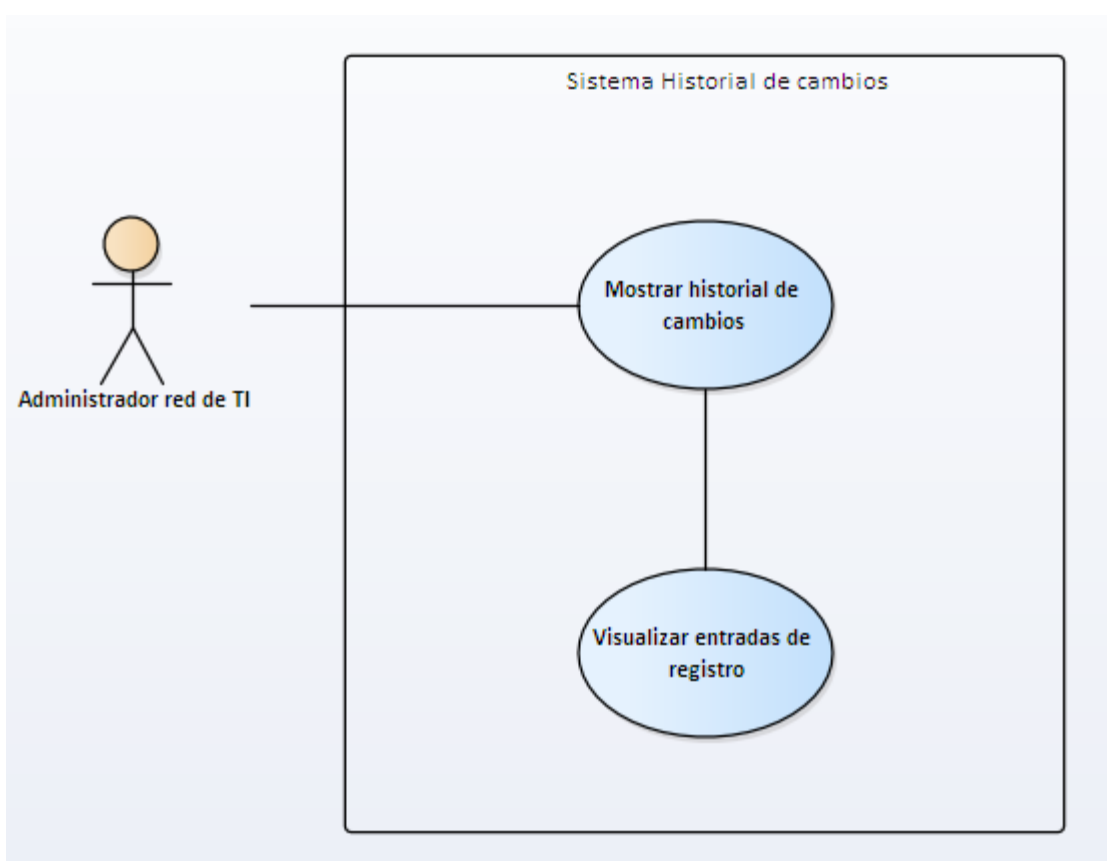 Sistema Historial de cambios
Mostrar historial de
cambios
Administrador red de TI
Visualizar entradas de
registro